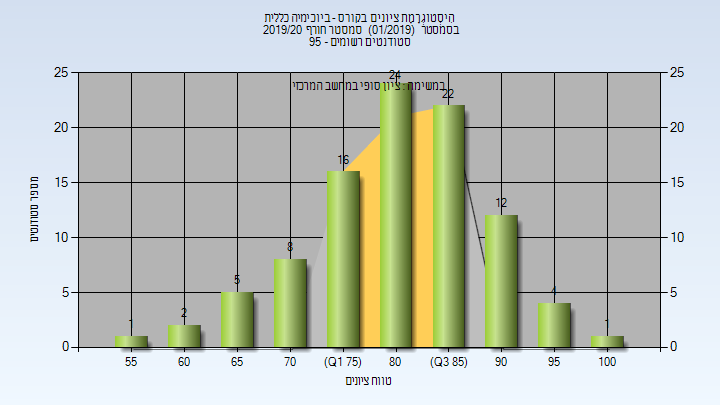 היסטוגרמת ציונים בקורס - ביוכימיה כללית
בסמסטר (01/2019) סמסטר חורף 2019/20
סטודנטים רשומים - 95
במשימה: ציון סופי במחשב המרכזי
25 25
20 20
15 15
10 10
5 5
0 0
1 2 5 8 16 24 22 12 4 1
55 60 65 70 (Q1 75) 80 (Q3 85) 90 95 100
מספר סטודנטים
טווח ציונים